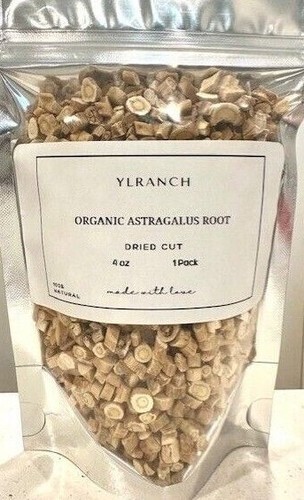 YLRANCH
ORGANIC ASTRAGALUS ROOT
DRIED CUT
4 oz 1 Pack
100%
NATURAL
made with love